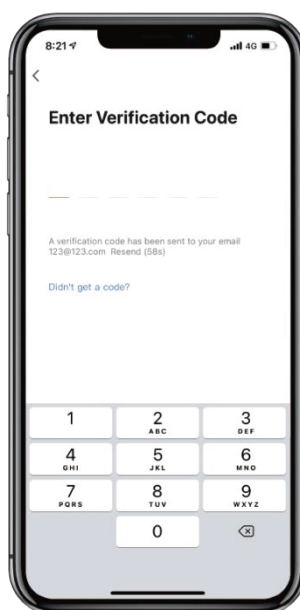 8:21
4G
Enter Verification Code
A verification code has been sent to your email
123@123.com Resend (58s)
Didn't get a code?
1 2 3
ABC DEF
4 5 6
GHI JKL MNO
7 8 9
PQRS TUV WXYZ
0